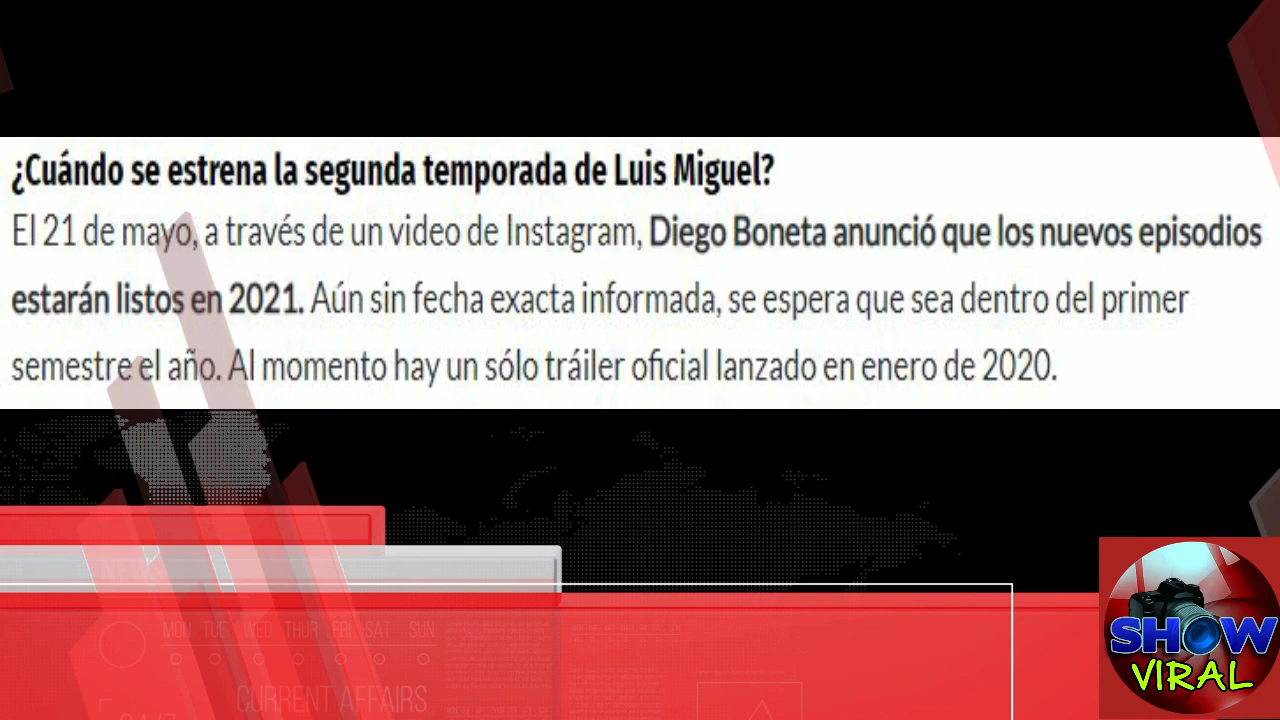 ¿Cuándo se estrena la segunda temporada de Luis Miguel?
El 21 de mayo, a través de un video de Instagram, Diego Boneta anunció que los nuevos episodios
estarán listos en 2021. Aún sin fecha exacta informada, se espera que sea dentro del primer
semestre el año. Al momento hay un sólo tráiler oficial lanzado en enero de 2020.
MON TUE WED THUR FRI SAT SUN
CURRENT AFFAIRS
SHOW
VIRAL